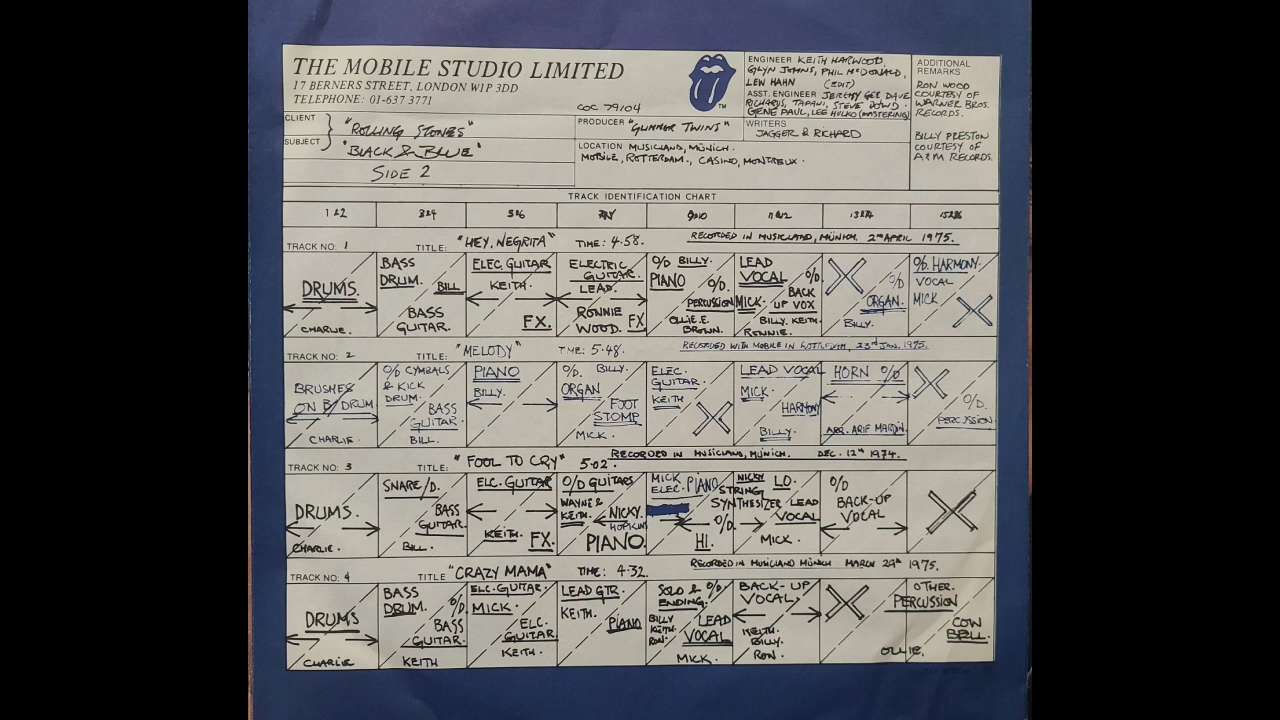 THE MOBILE STUDIO LIMITED
17 BERNERS STREET, LONDON W1P 3DD
TELEPHONE: 01-637 3771
COC 79104
TM
ENGINEER KEITH HARWOOD.
GLYN JOHNS, PHIL McDONALD,
LEW HAHN (EDIT)
ASST. ENGINEER JEREMY GEE DAVE
RICHARDS, TAPANI, STEVE DOWD.
GENE PAUL, LEE HULKO (MASTERING)
ADDITIONAL
REMARKS
RON WOOD
COURTESY OF
WARNER BROS.
RECORDS.
BILLY PRESTON
COURTESY OF
A&M RECORDS.
CLIENT
SUBJECT
"ROLLING STONES"
"BLACK & BLUE"
SIDE 2
PRODUCER "GLIMMER TWINS"
WRITERS
JAGGER & RICHARD
LOCATION MUSICLAND, MUNICH.
MOBILE, ROTTERDAM., CASINO, MONTREUX.
TRACK IDENTIFICATION CHART
1&2 3&4 5&6 7&8 9&10 11&12 13&14 15&16
TRACK NO: 1 TITLE: "HEY, NEGRITA" TIME: 4-58. RECORDED IN MUSICLAND, MÜNICH. 2nd APRIL 1975.
DRUMS.
CHARLIE.
BASS
DRUM.
BILL
BASS
GUITAR.
ELEC. GUITAR
KEITH.
FX.
ELECTRIC
GUITAR.
LEAD.
RONNIE
WOOD.
FX
O/D BILLY.
PIANO
O/D.
PERCUSSION
OLLIE.E.
BROWN.
LEAD
VOCAL
MICK.
O/D.
BACK
UP VOX
BILLY. KEITH.
RONNIE.
X
O/D
ORGAN.
BILLY.
O/D. HARMONY
VOCAL
MICK
X
TRACK NO: 2 TITLE: "MELODY" TIME: 5-48. RECORDED WITH MOBILE IN ROTTERDAM, 23rd JAN. 1975.
BRUSHES
ON B/DRUM
CHARLIE.
O/D CYMBALS
& KICK
DRUM.
BASS
GUITAR.
BILL.
PIANO
BILLY.
O/D. BILLY.
ORGAN
FOOT
STOMP
MICK.
ELEC.
GUITAR.
KEITH
X
LEAD VOCAL
MICK.
HARMONY
BILLY.
HORN O/D
ARR. ARIF MARDIN.
X
O/D.
PERCUSSION.
TRACK NO: 3 TITLE: "FOOL TO CRY" 5-02. RECORDED IN MUSICLAND, MÜNICH. DEC. 12th 1974.
DRUMS.
CHARLIE.
SNARE/D.
BASS
GUITAR.
BILL.
ELC. GUITAR
KEITH.
FX.
O/D GUITARS
WAYNE &
KEITH.
NICKY.
HOPKINS
PIANO.
MICK
ELEC. PIANO
HI.
NICKY
STRING
SYNTHESIZER
O/D.
LO.
LEAD
VOCAL
MICK.
O/D
BACK-UP
VOCAL
X
TRACK NO: 4 TITLE "CRAZY MAMA" TIME: 4-32. RECORDED IN MUSICLAND MÜNICH MARCH 29th 1975.
DRUMS
CHARLIE
BASS
DRUM.
O/D.
BASS
GUITAR.
KEITH
ELC. GUITAR.
MICK.
ELC.
GUITAR.
KEITH.
LEAD GTR.
KEITH.
PIANO
SOLO & O/D.
ENDING.
BILLY
KEITH.
RON.
LEAD
VOCAL
MICK.
BACK-UP
VOCAL.
KEITH.
BILLY.
RON.
X
OTHER.
PERCUSSION
COW
BELL.
OLLIE.